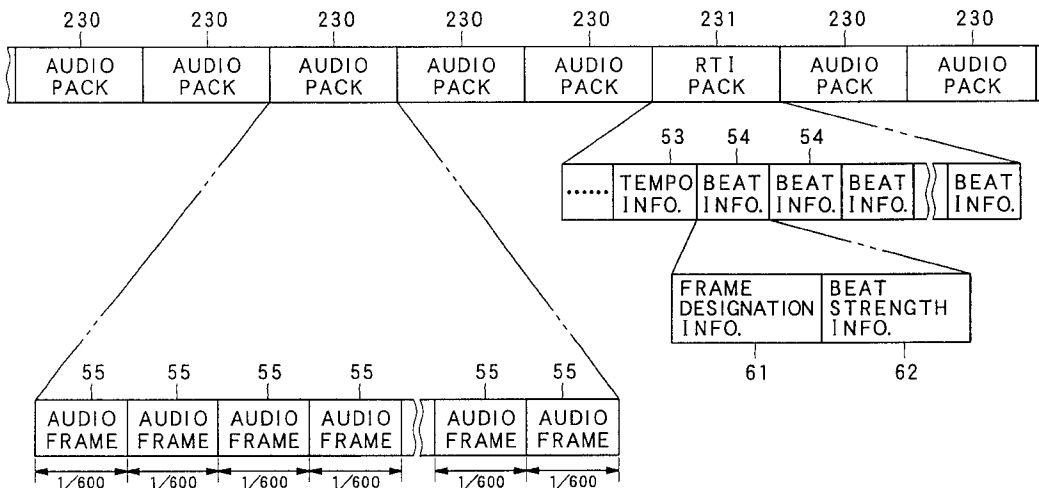 230 230 230 230 230 231 230 230
AUDIO PACK AUDIO PACK AUDIO PACK AUDIO PACK AUDIO PACK RTI PACK AUDIO PACK AUDIO PACK
53 54 54
...... TEMPO INFO. BEAT INFO. BEAT INFO. BEAT INFO. BEAT INFO.
FRAME DESIGNATION INFO. BEAT STRENGTH INFO.
61 62
55 55 55 55 55 55
AUDIO FRAME AUDIO FRAME AUDIO FRAME AUDIO FRAME AUDIO FRAME AUDIO FRAME
1/600 1/600 1/600 1/600 1/600 1/600